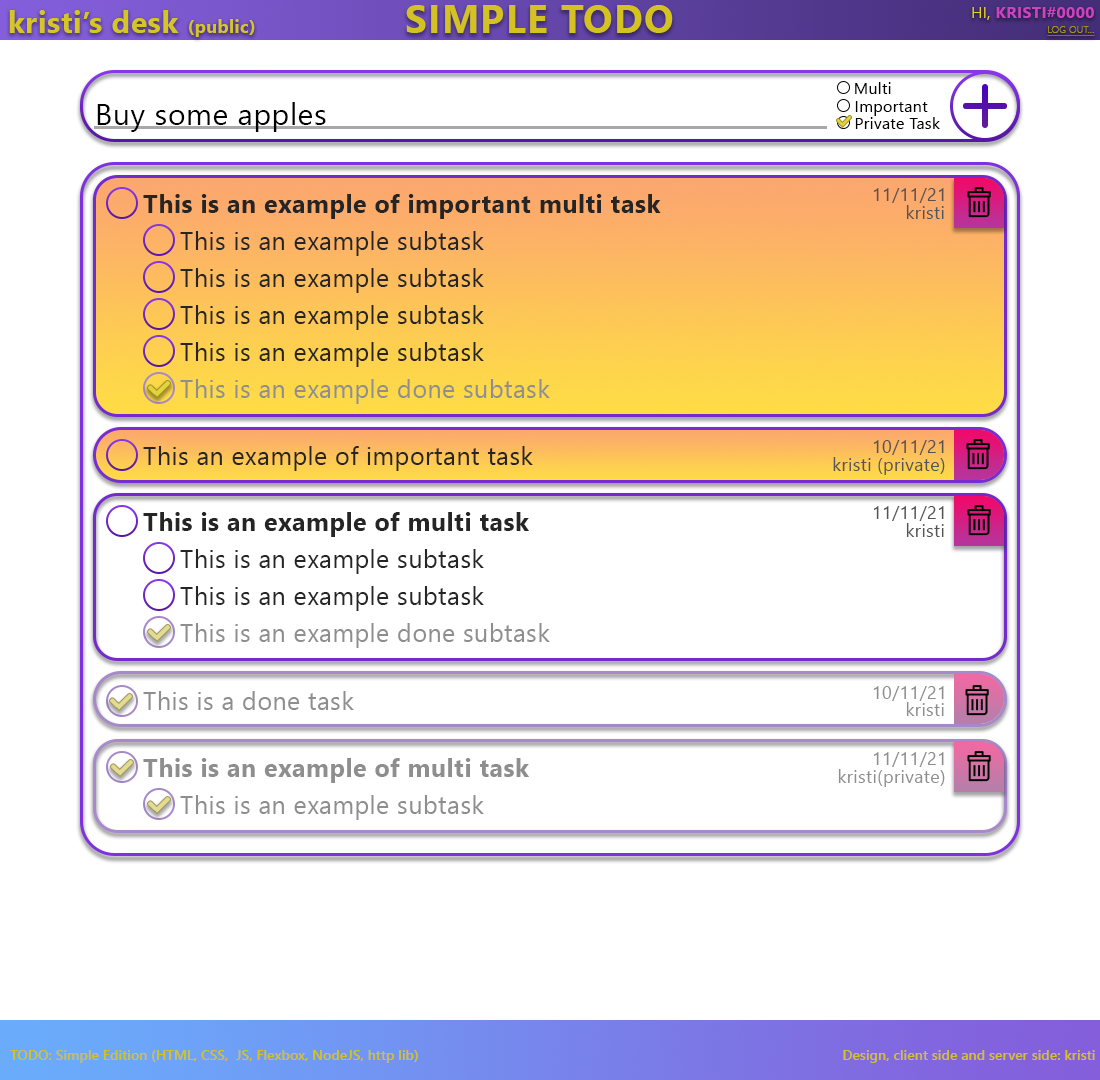 kristi's desk (public)
SIMPLE TODO
HI, KRISTI#0000
LOG OUT...
Buy some apples
Multi
Important
Private Task
This is an example of important multi task
11/11/21
kristi
This is an example subtask
This is an example subtask
This is an example subtask
This is an example subtask
This is an example done subtask
This an example of important task
10/11/21
kristi (private)
This is an example of multi task
11/11/21
kristi
This is an example subtask
This is an example subtask
This is an example done subtask
This is a done task
10/11/21
kristi
This is an example of multi task
11/11/21
kristi(private)
This is an example subtask
TODO: Simple Edition (HTML, CSS,  JS, Flexbox, NodeJS, http lib)
Design, client side and server side: kristi